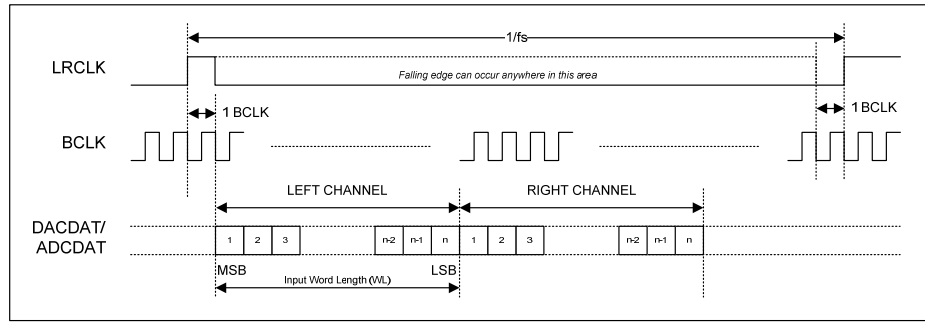 1/fs
LRCLK
Falling edge can occur anywhere in this area
1 BCLK
1 BCLK
BCLK
LEFT CHANNEL
RIGHT CHANNEL
DACDAT/
ADCDAT
1 2 3 n-2 n-1 n 1 2 3 n-2 n-1 n
MSB
LSB
Input Word Length (WL)